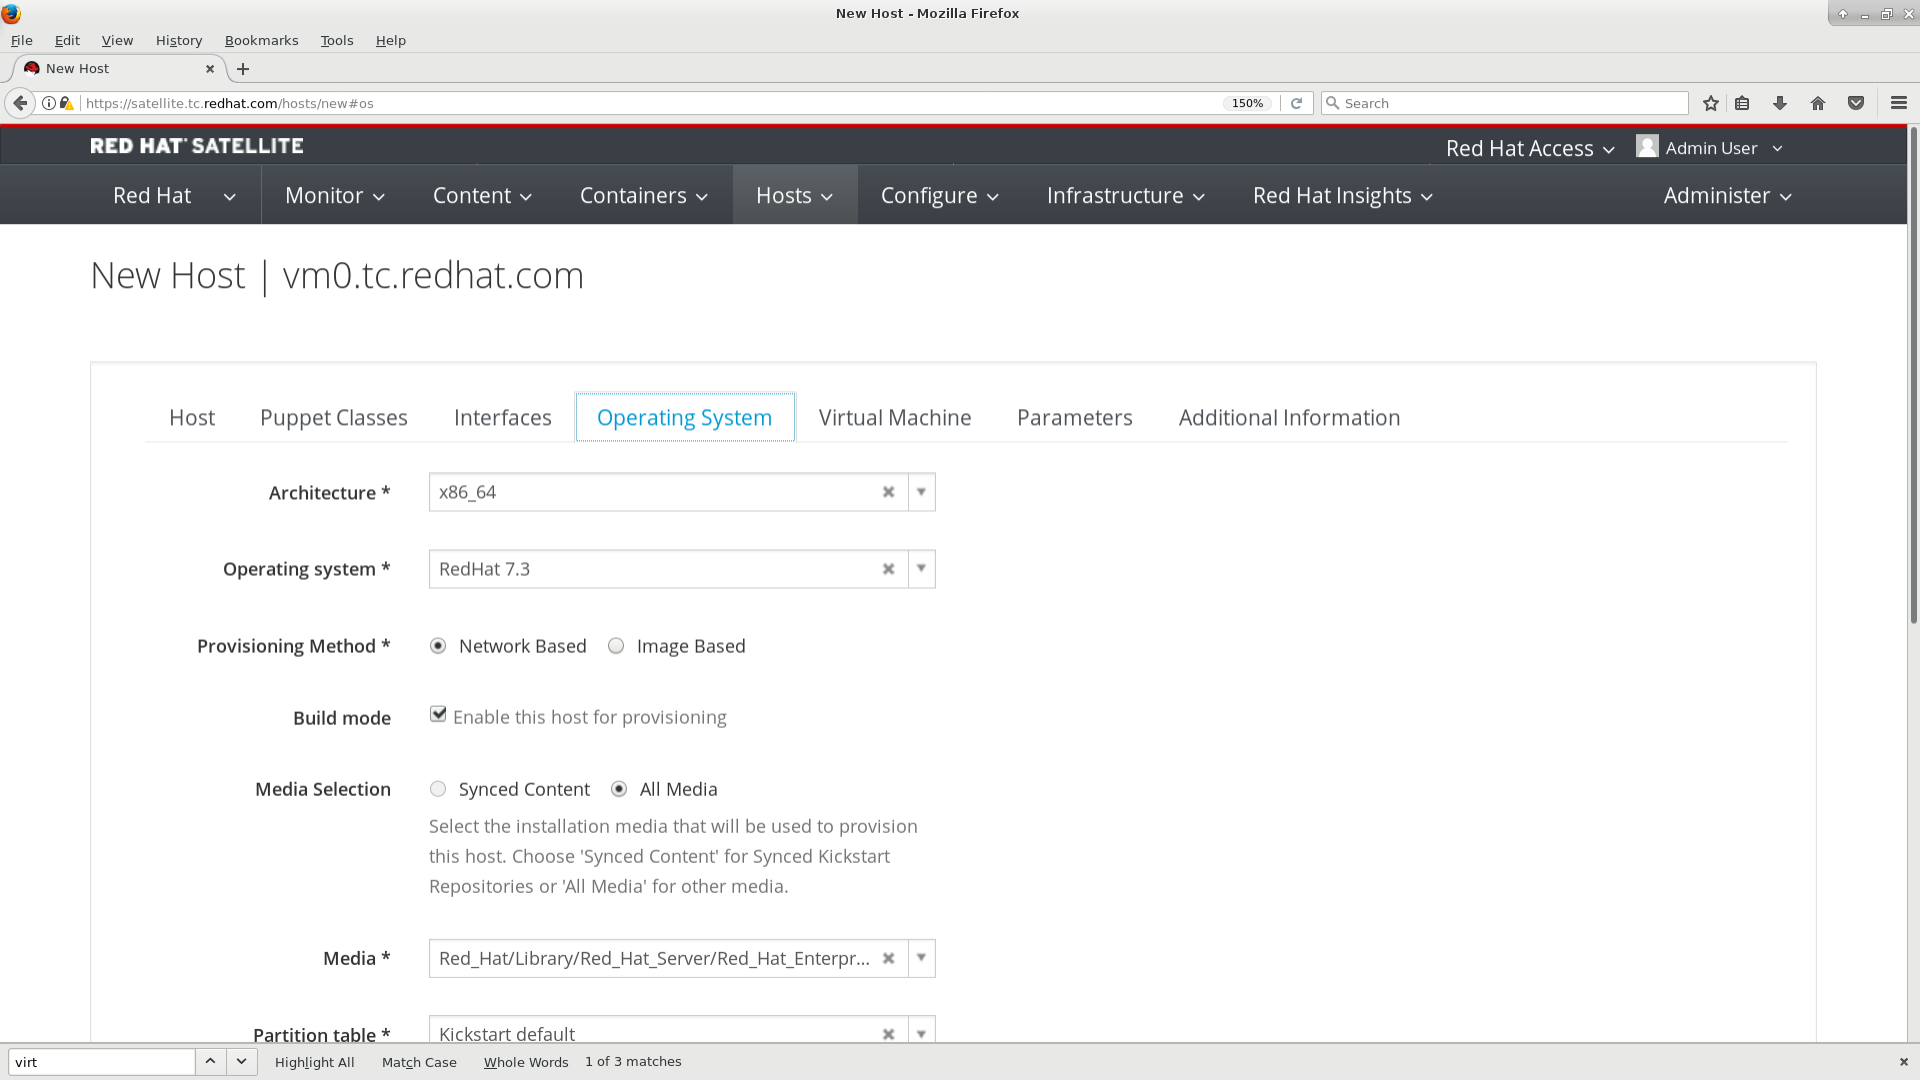 New Host - Mozilla Firefox
File Edit View History Bookmarks Tools Help
New Host
https://satellite.tc.redhat.com/hosts/new#os 150% Search
RED HAT SATELLITE Red Hat Access Admin User
Red Hat Monitor Content Containers Hosts Configure Infrastructure Red Hat Insights Administer
New Host | vm0.tc.redhat.com
Host Puppet Classes Interfaces Operating System Virtual Machine Parameters Additional Information
Architecture * x86_64
Operating system * RedHat 7.3
Provisioning Method * Network Based Image Based
Build mode Enable this host for provisioning
Media Selection Synced Content All Media
Select the installation media that will be used to provision
this host. Choose 'Synced Content' for Synced Kickstart
Repositories or 'All Media' for other media.
Media * Red_Hat/Library/Red_Hat_Server/Red_Hat_Enterpr...
Partition table * Kickstart default
virt Highlight All Match Case Whole Words 1 of 3 matches